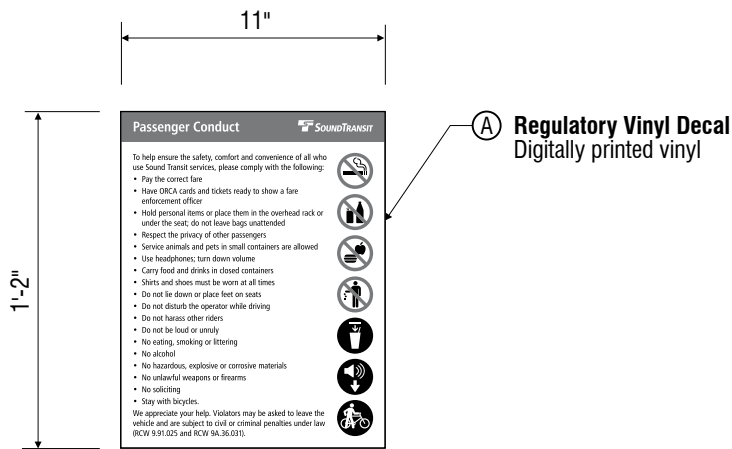 11"
1'-2"
Passenger Conduct
SOUNDTRANSIT
To help ensure the safety, comfort and convenience of all who
use Sound Transit services, please comply with the following:
• Pay the correct fare
• Have ORCA cards and tickets ready to show a fare
enforcement officer
• Hold personal items or place them in the overhead rack or
under the seat; do not leave bags unattended
• Respect the privacy of other passengers
• Service animals and pets in small containers are allowed
• Use headphones; turn down volume
• Carry food and drinks in closed containers
• Shirts and shoes must be worn at all times
• Do not lie down or place feet on seats
• Do not disturb the operator while driving
• Do not harass other riders
• Do not be loud or unruly
• No eating, smoking or littering
• No alcohol
• No hazardous, explosive or corrosive materials
• No unlawful weapons or firearms
• No soliciting
• Stay with bicycles.
We appreciate your help. Violators may be asked to leave the
vehicle and are subject to civil or criminal penalties under law
(RCW 9.91.025 and RCW 9A.36.031).
A
Regulatory Vinyl Decal
Digitally printed vinyl